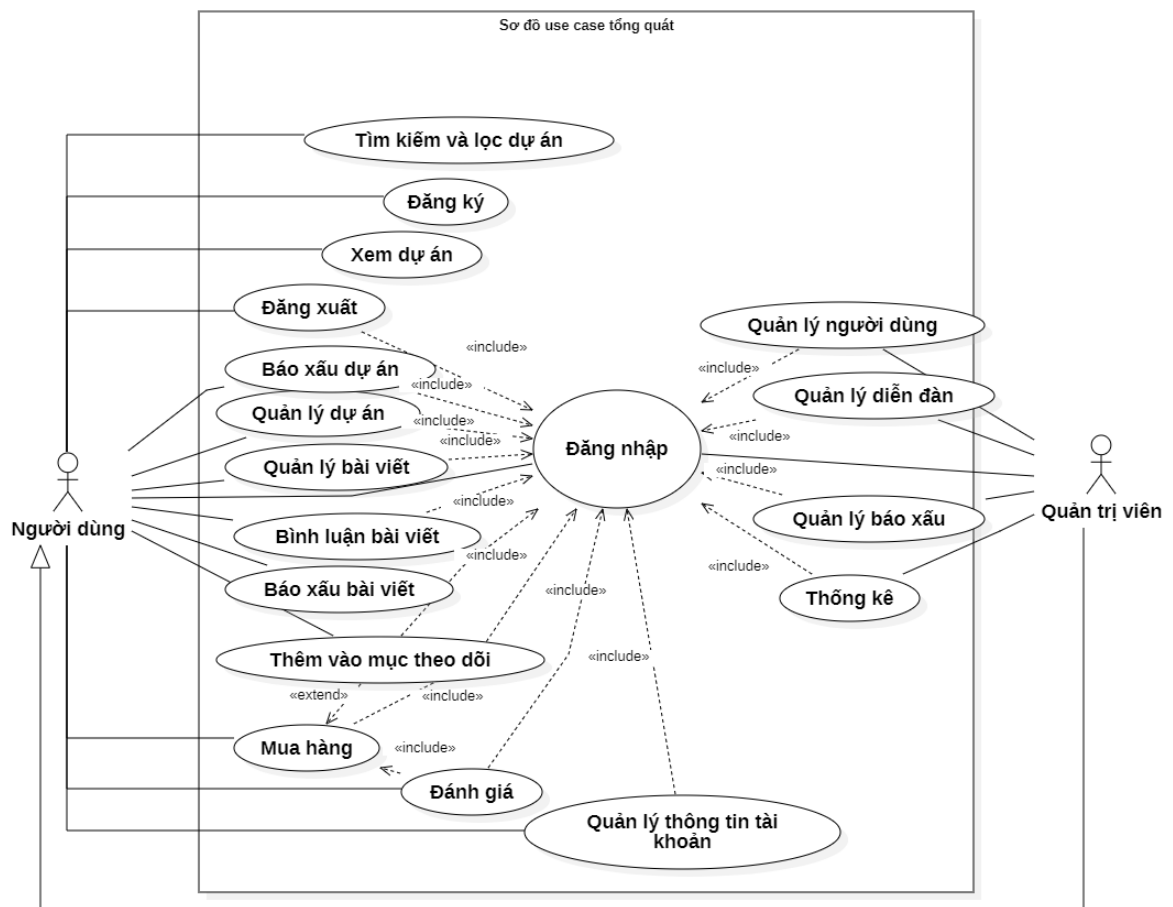 Sơ đồ use case tổng quát
Tìm kiếm và lọc dự án
Đăng ký
Xem dự án
Đăng xuất
Quản lý người dùng
«include»
Báo xấu dự án
«include»
«include»
Quản lý diễn đàn
Quản lý dự án
«include»
«include»
«include»
Đăng nhập
Quản lý bài viết
«include»
Người dùng
Quản trị viên
«include»
Quản lý báo xấu
Bình luận bài viết
«include»
«include»
Báo xấu bài viết
«include»
Thống kê
Thêm vào mục theo dõi
«include»
«extend»
«include»
Mua hàng
«include»
Đánh giá
Quản lý thông tin tài
khoản